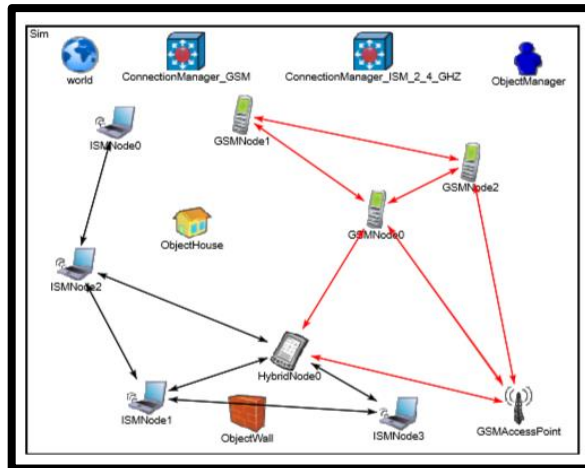 Sim
world
ConnectionManager_GSM
ConnectionManager_ISM_2_4_GHZ
ObjectManager
ISMNode0
GSMNode1
GSMNode2
GSMNode0
ObjectHouse
ISMNode2
HybridNode0
ISMNode1
ObjectWall
ISMNode3
GSMAccessPoint